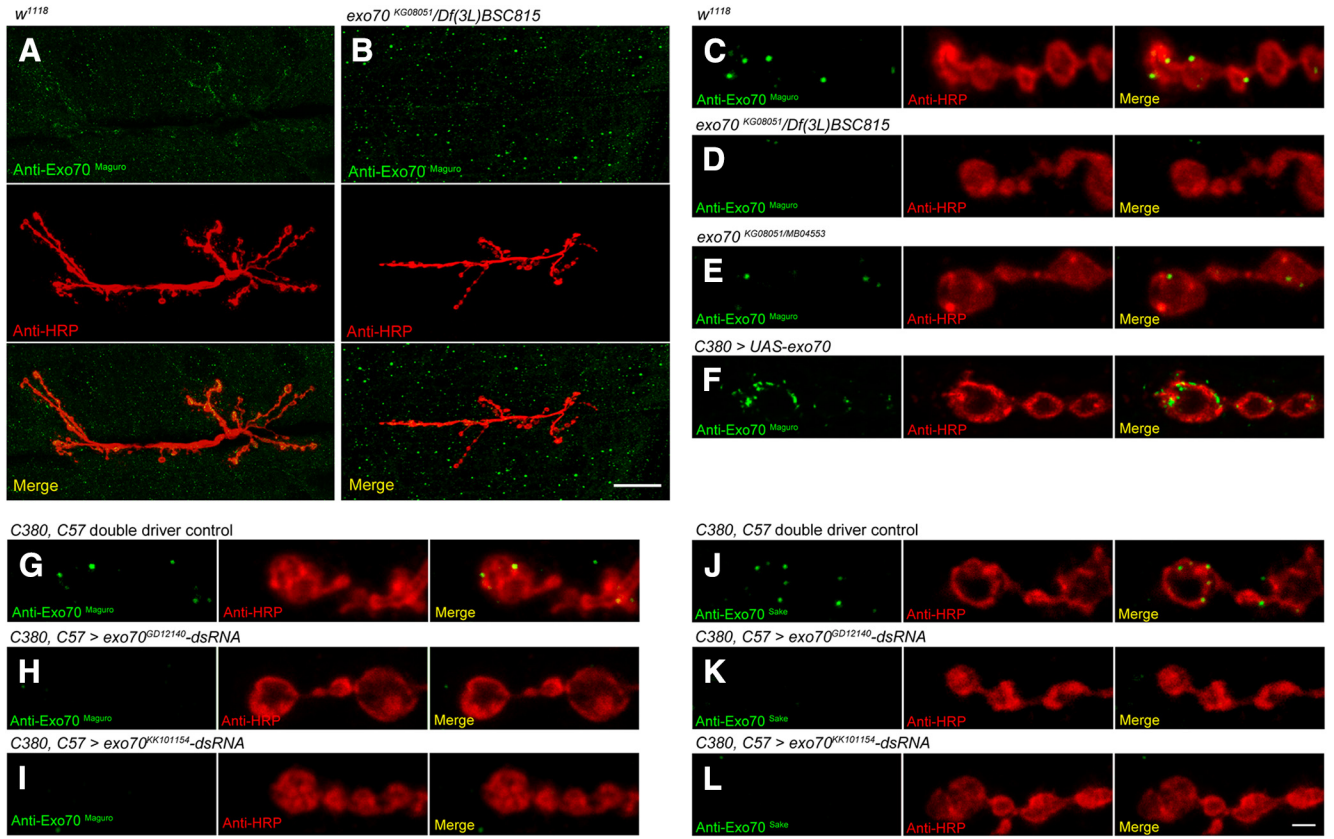 w1118
A
Anti-Exo70 Maguro
Anti-HRP
Merge
exo70 KG08051/Df(3L)BSC815
B
Anti-Exo70 Maguro
Anti-HRP
Merge
w1118
C
Anti-Exo70 Maguro
Anti-HRP
Merge
exo70 KG08051/Df(3L)BSC815
D
Anti-Exo70 Maguro
Anti-HRP
Merge
exo70 KG08051/MB04553
E
Anti-Exo70 Maguro
Anti-HRP
Merge
C380 > UAS-exo70
F
Anti-Exo70 Maguro
Anti-HRP
Merge
C380, C57 double driver control
G
Anti-Exo70 Maguro
Anti-HRP
Merge
C380, C57 > exo70GD12140-dsRNA
H
Anti-Exo70 Maguro
Anti-HRP
Merge
C380, C57 > exo70KK101154-dsRNA
I
Anti-Exo70 Maguro
Anti-HRP
Merge
C380, C57 double driver control
J
Anti-Exo70 Sake
Anti-HRP
Merge
C380, C57 > exo70GD12140-dsRNA
K
Anti-Exo70 Sake
Anti-HRP
Merge
C380, C57 > exo70KK101154-dsRNA
L
Anti-Exo70 Sake
Anti-HRP
Merge